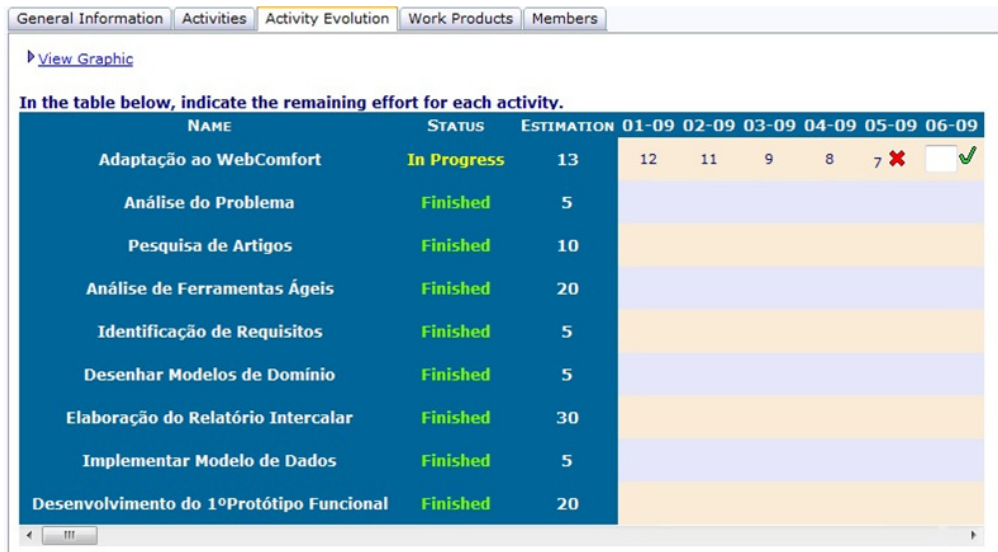 General Information Activities Activity Evolution Work Products Members
View Graphic
In the table below, indicate the remaining effort for each activity.
NAME STATUS ESTIMATION 01-09 02-09 03-09 04-09 05-09 06-09
Adaptação ao WebComfort In Progress 13 12 11 9 8 7
Análise do Problema Finished 5
Pesquisa de Artigos Finished 10
Análise de Ferramentas Ágeis Finished 20
Identificação de Requisitos Finished 5
Desenhar Modelos de Domínio Finished 5
Elaboração do Relatório Intercalar Finished 30
Implementar Modelo de Dados Finished 5
Desenvolvimento do 1ºProtótipo Funcional Finished 20